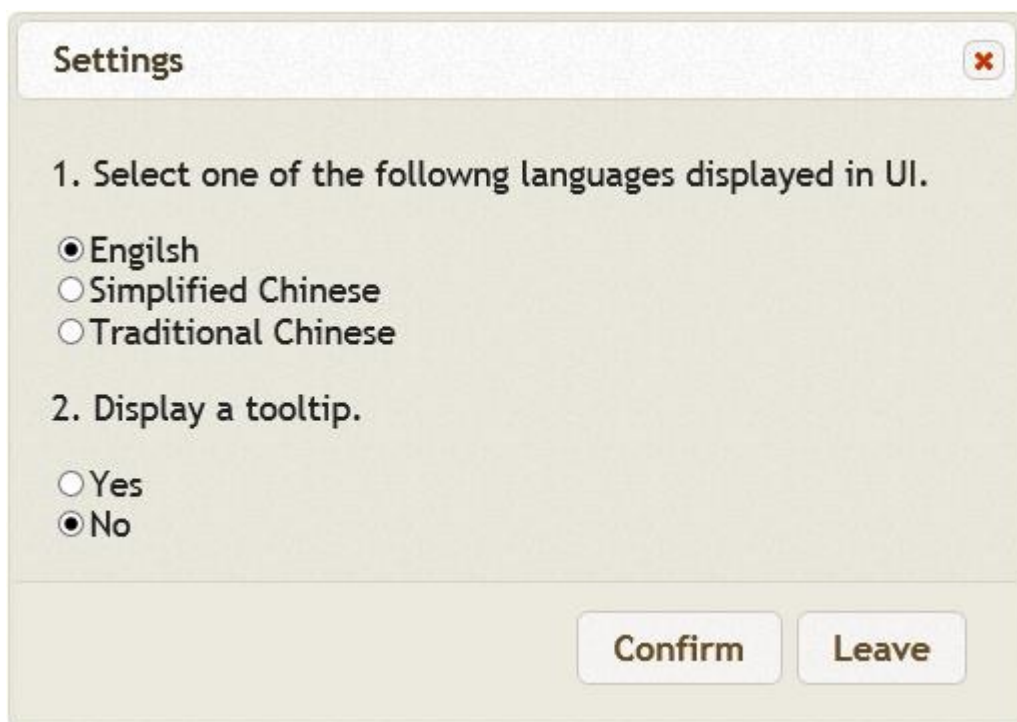 Settings
1. Select one of the followng languages displayed in UI.
Engilsh
Simplified Chinese
Traditional Chinese
2. Display a tooltip.
Yes
No
Confirm Leave